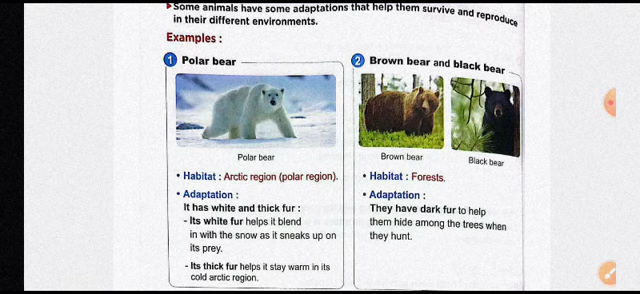 ▶Some animals have some adaptations that help them survive and reproduce
in their different environments.
Examples :
1 Polar bear
Polar bear
• Habitat : Arctic region (polar region).
• Adaptation :
It has white and thick fur :
- Its white fur helps it blend
in with the snow as it sneaks up on
its prey.
- Its thick fur helps it stay warm in its
cold arctic region.
2 Brown bear and black bear
Brown bear
Black bear
• Habitat : Forests.
• Adaptation :
They have dark fur to help
them hide among the trees when
they hunt.